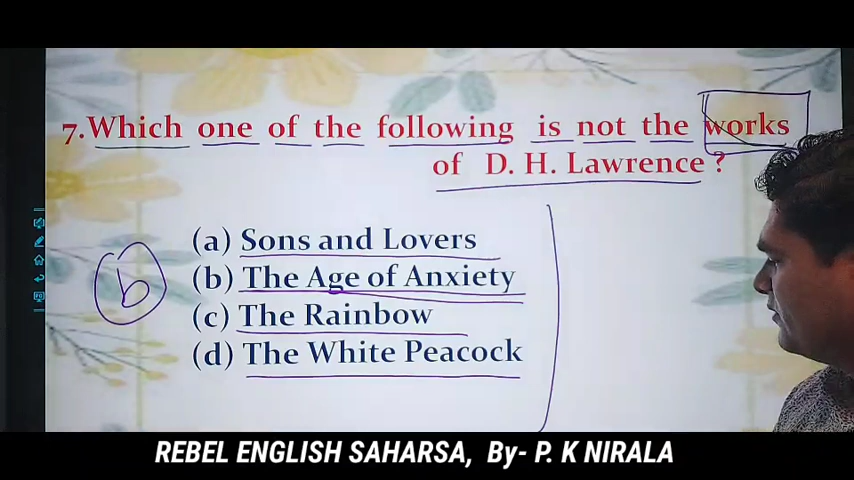 7.Which one of the following is not the works
of D. H. Lawrence ?
(a) Sons and Lovers
b (b) The Age of Anxiety
(c) The Rainbow
(d) The White Peacock
REBEL ENGLISH SAHARSA, By- P. K NIRALA